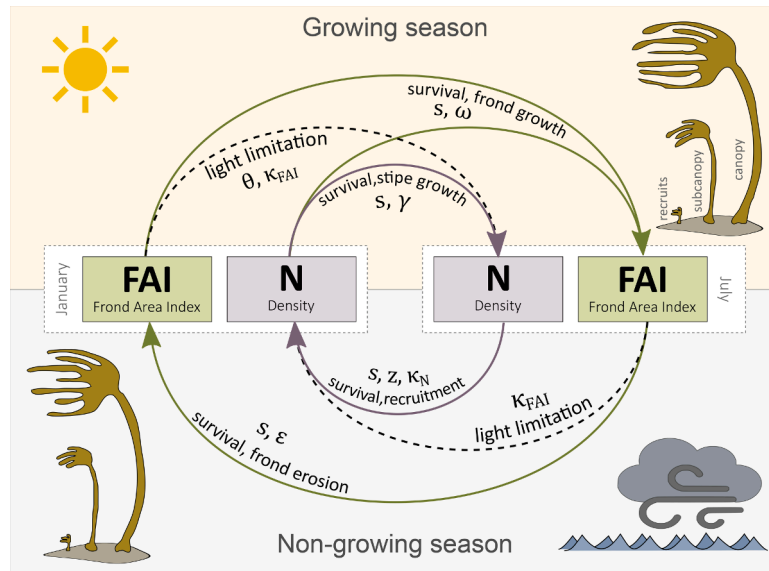 Growing season
survival, frond growth
s, ω
light limitation
θ, κFAI
survival,stipe growth
s, γ
recruits
subcanopy
canopy
January
FAI
Frond Area Index
N
Density
N
Density
FAI
Frond Area Index
July
s, z, κN
survival,recruitment
κFAI
light limitation
s, ε
survival, frond erosion
Non-growing season